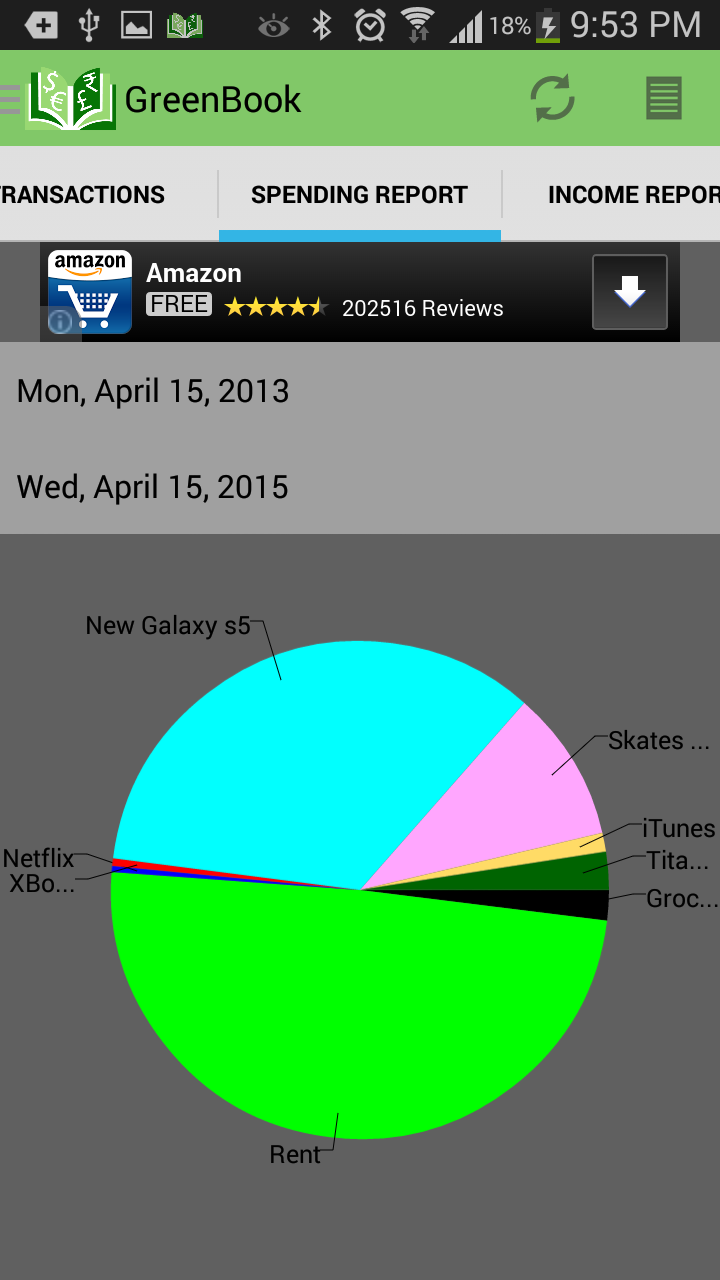 18% 9:53 PM
GreenBook
RANSACTIONS SPENDING REPORT INCOME REPOR
amazon
Amazon
FREE 202516 Reviews
Mon, April 15, 2013
Wed, April 15, 2015
New Galaxy s5
Skates ...
iTunes
Netflix
Tita...
XBo...
Groc...
Rent